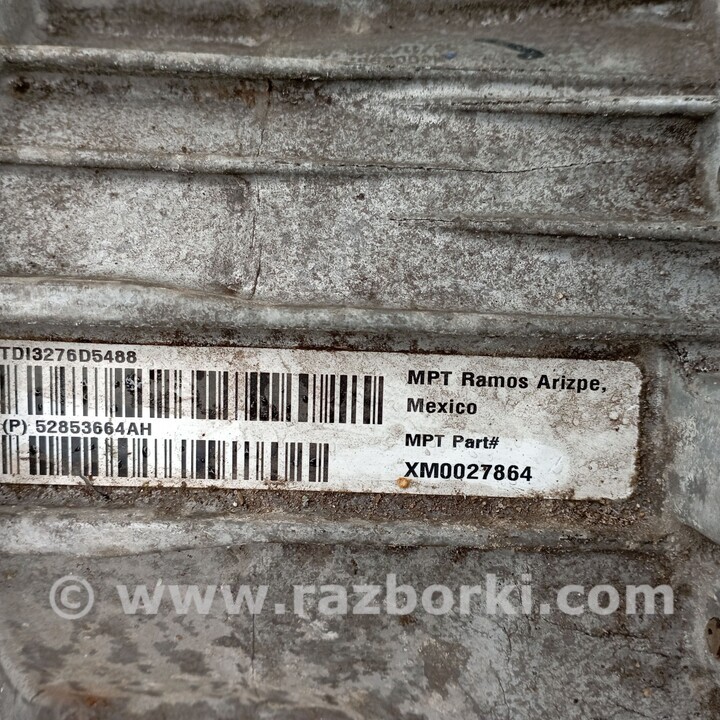 TDI3276D5488
(P) 52853664AH
MPT Ramos Arizpe,
Mexico
MPT Part#
XM0027864
© www.razborki.com